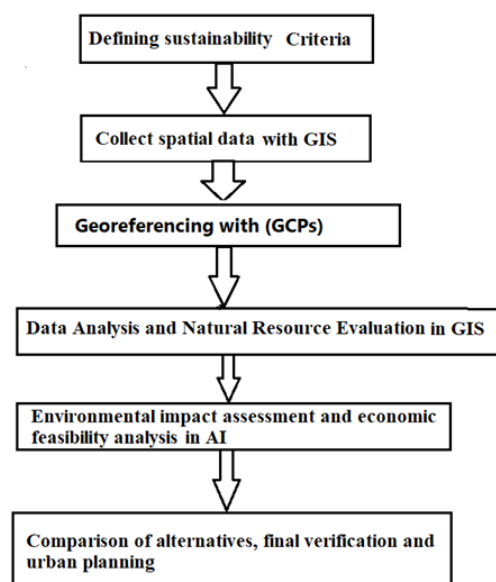 Defining sustainability Criteria
Collect spatial data with GIS
Georeferencing with (GCPs)
Data Analysis and Natural Resource Evaluation in GIS
Environmental impact assessment and economic
feasibility analysis in AI
Comparison of alternatives, final verification and
urban planning